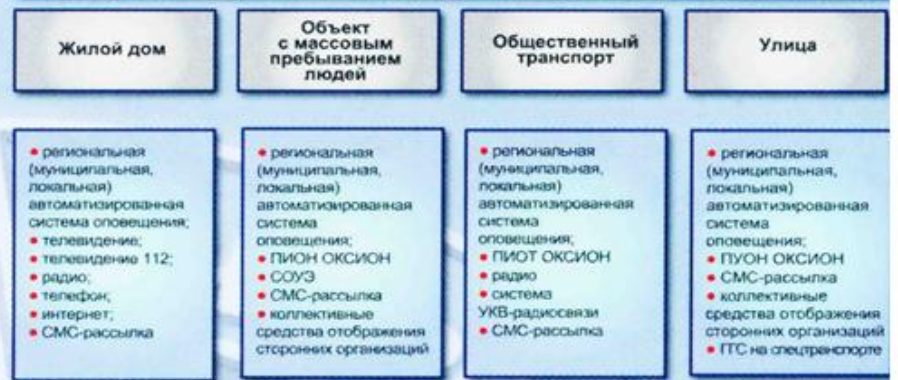 Жилой дом
Объект
с массовым
пребыванием
людей
Общественный
транспорт
Улица
• региональная
(муниципальная,
локальная)
автоматизированная
система оповещения;
• телевидение;
• телевидение 112;
• радио;
• телефон;
• интернет;
• СМС-рассылка
• региональная
(муниципальная,
локальная)
автоматизированная
система
оповещения;
• ПИОН ОКСИОН
• СОУЭ
• СМС-рассылка
• коллективные
средства отображения
сторонних организаций
• региональная
(муниципальная,
локальная)
автоматизированная
система
оповещения;
• ПИОТ ОКСИОН
• радио
• система
УКВ-радиосвязи
• СМС-рассылка
• региональная
(муниципальная,
локальная)
автоматизированная
система
оповещения;
• ПУОН ОКСИОН
• СМС-рассылка
• коллективные
средства отображения
сторонних организаций
• ГГС на спецтранспорте